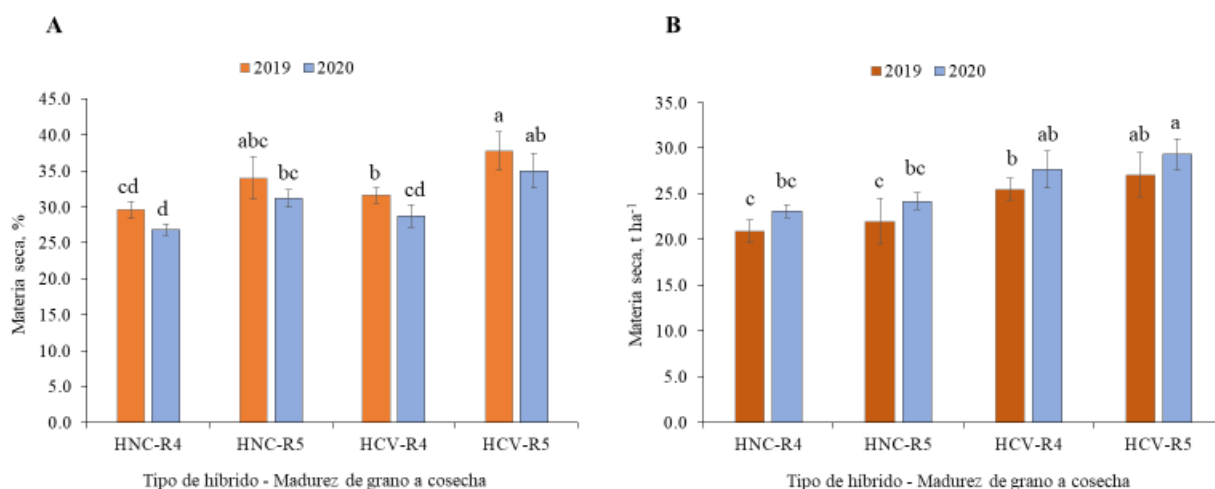 A
2019 2020
45.0
40.0
35.0
30.0
25.0
20.0
15.0
10.0
5.0
0.0
Materia seca, %
cd
d
abc
bc
b
cd
a
ab
HNC-R4 HNC-R5 HCV-R4 HCV-R5
Tipo de híbrido - Madurez de grano a cosecha
B
2019 2020
35.0
30.0
25.0
20.0
15.0
10.0
5.0
0.0
Materia seca, t ha⁻¹
c
bc
c
bc
b
ab
ab
a
HNC-R4 HNC-R5 HCV-R4 HCV-R5
Tipo de híbrido - Madurez de grano a cosecha